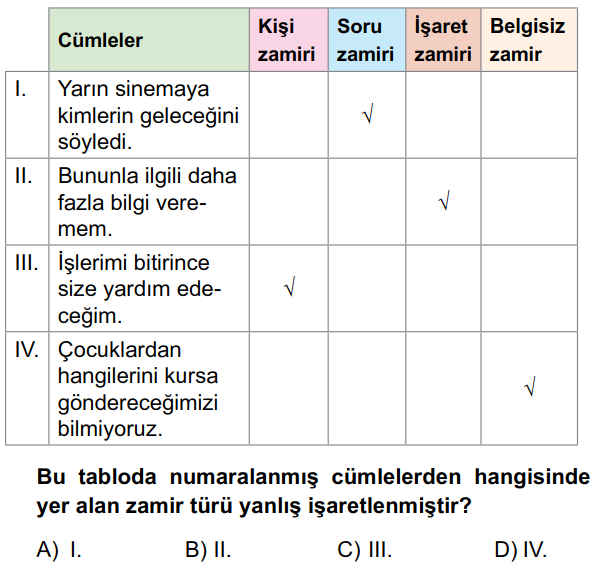 Cümleler
Kişi
zamiri
Soru
zamiri
İşaret
zamiri
Belgisiz
zamir
I.
Yarın sinemaya
kimlerin geleceğini
söyledi.
√
II.
Bununla ilgili daha
fazla bilgi vere-
mem.
√
III.
İşlerimi bitirince
size yardım ede-
ceğim.
√
IV.
Çocuklardan
hangilerini kursa
göndereceğimizi
bilmiyoruz.
√
Bu tabloda numaralanmış cümlelerden hangisinde
yer alan zamir türü yanlış işaretlenmiştir?
A) I. B) II. C) III. D) IV.